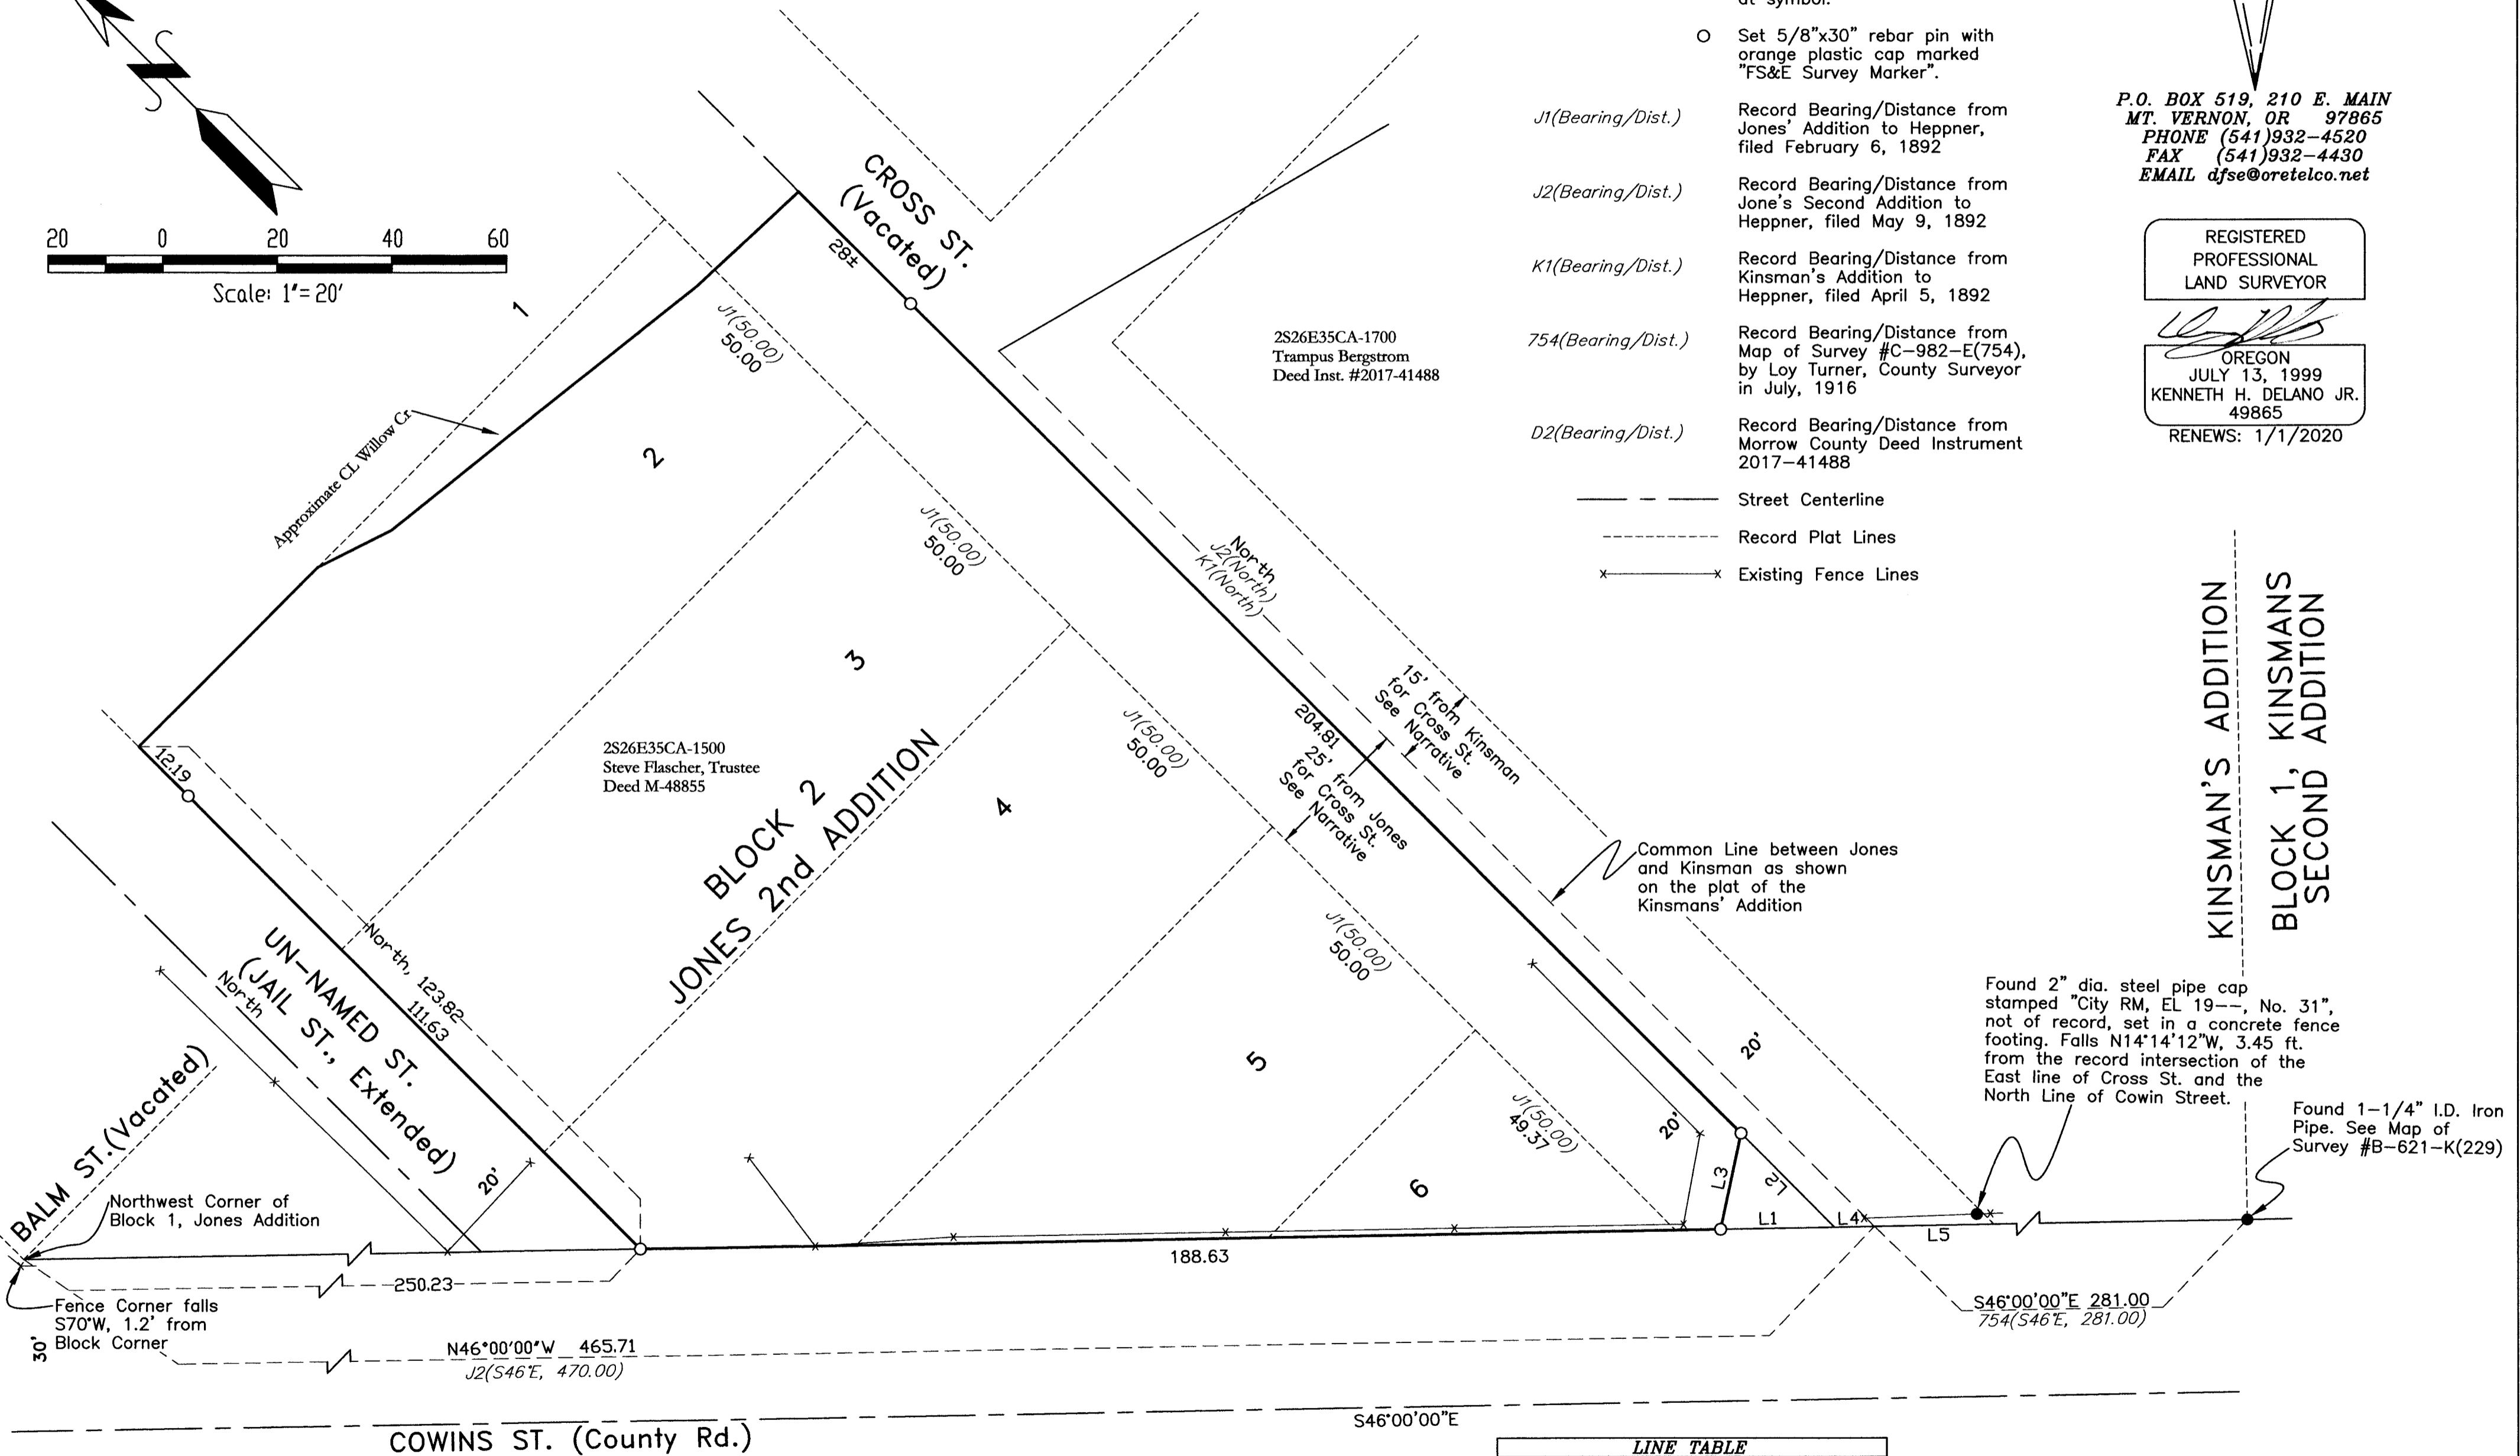 at symbol.
Set 5/8"x30" rebar pin with
orange plastic cap marked
"FS&E Survey Marker".
J1(Bearing/Dist.)
Record Bearing/Distance from
Jones' Addition to Heppner,
filed February 6, 1892
J2(Bearing/Dist.)
Record Bearing/Distance from
Jone's Second Addition to
Heppner, filed May 9, 1892
K1(Bearing/Dist.)
Record Bearing/Distance from
Kinsman's Addition to
Heppner, filed April 5, 1892
754(Bearing/Dist.)
Record Bearing/Distance from
Map of Survey #C-982-E(754),
by Loy Turner, County Surveyor
in July, 1916
D2(Bearing/Dist.)
Record Bearing/Distance from
Morrow County Deed Instrument
2017-41488
Street Centerline
Record Plat Lines
Existing Fence Lines
P.O. BOX 519, 210 E. MAIN
MT. VERNON, OR 97865
PHONE (541)932-4520
FAX (541)932-4430
EMAIL dfse@oretelco.net
REGISTERED
PROFESSIONAL
LAND SURVEYOR
OREGON
JULY 13, 1999
KENNETH H. DELANO JR.
49865
RENEWS: 1/1/2020
N
20 0 20 40 60
Scale: 1"= 20'
CROSS ST.
(Vacated)
28±
1
Approximate CL Willow Cr
2
J1(50.00)
50.00
2S26E35CA-1700
Trampus Bergstrom
Deed Inst. #2017-41488
J1(50.00)
50.00
3
North
J2(North)
K1(North)
J1(50.00)
50.00
2S26E35CA-1500
Steve Flascher, Trustee
Deed M-48855
BLOCK 2
JONES 2nd ADDITION
4
204.81
15' from Kinsman
for Cross St.
See Narrative
25' from Jones
for Cross St.
See Narrative
12.19
Common Line between Jones
and Kinsman as shown
on the plat of the
Kinsmans' Addition
KINSMAN'S ADDITION
BLOCK 1, KINSMANS
SECOND ADDITION
J1(50.00)
50.00
North, 123.82
111.63
UN-NAMED ST.
(JAIL ST., Extended)
North
5
20'
Found 2" dia. steel pipe cap
stamped "City RM, EL 19--, No. 31",
not of record, set in a concrete fence
footing. Falls N14°14'12"W, 3.45 ft.
from the record intersection of the
East line of Cross St. and the
North Line of Cowin Street.
Found 1-1/4" I.D. Iron
Pipe. See Map of
Survey #B-621-K(229)
J1(50.00)
49.37
20'
6
L3
L2
L1
L4
L5
BALM ST.(Vacated)
20'
Northwest Corner of
Block 1, Jones Addition
188.63
250.23
Fence Corner falls
S70°W, 1.2' from
Block Corner
30'
S46°00'00"E 281.00
754(S46°E, 281.00)
N46°00'00"W 465.71
J2(S46°E, 470.00)
S46°00'00"E
COWINS ST. (County Rd.)
LINE TABLE